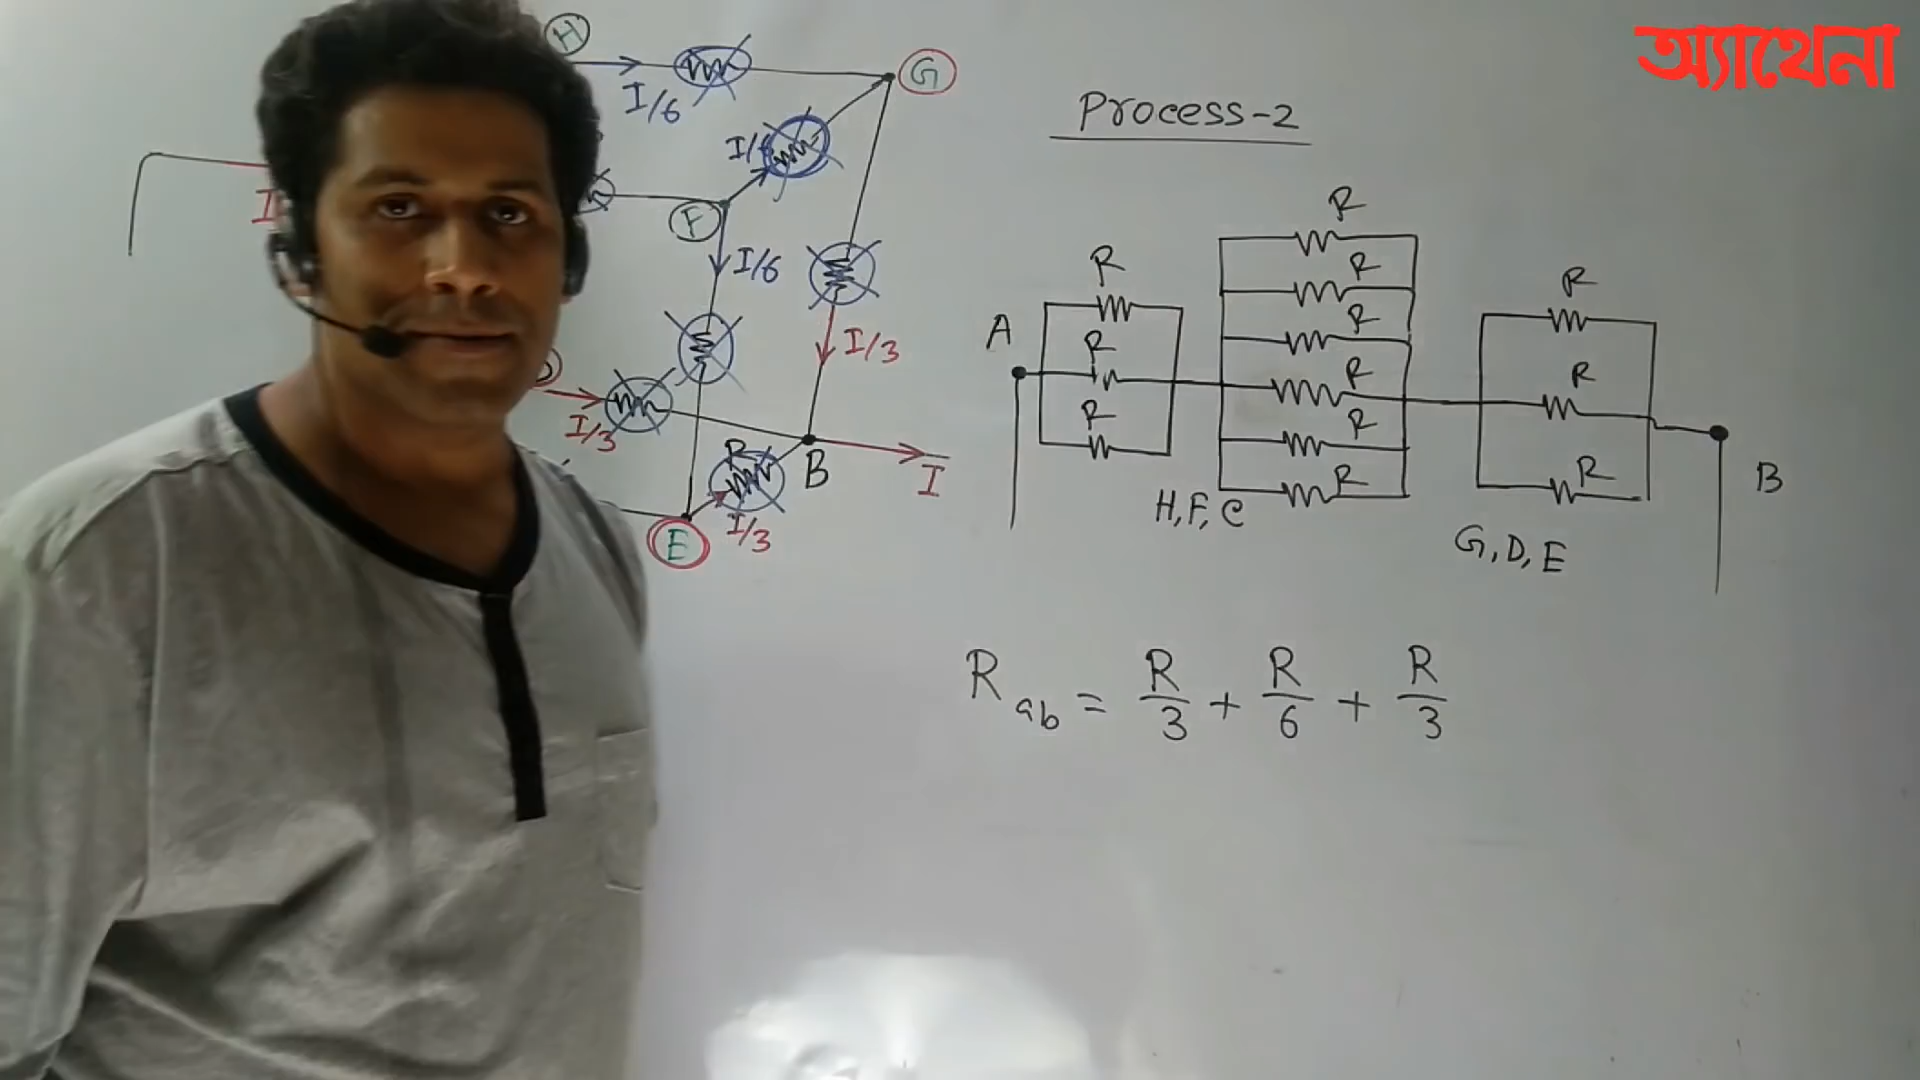 অ্যাথেনা
H
G
I/6
I/6
F
I/6
I
I/3
I/3
R
B
I
E
I/3
Process-2
R
R
R
R
R
R
R
R
R
R
R
R
A
B
H, F, C
G, D, E
R ab = R/3 + R/6 + R/3